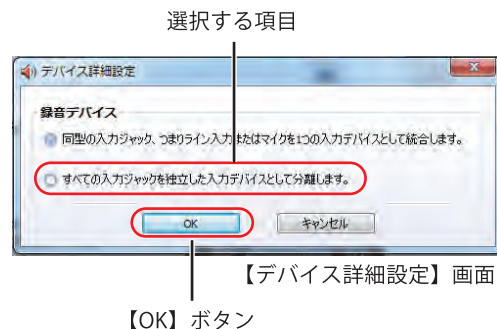 選択する項目
デバイス詳細設定
録音デバイス
同型の入力ジャック、つまりライン入力またはマイクを1つの入力デバイスとして統合します。
すべての入力ジャックを独立した入力デバイスとして分離します。
OK
キャンセル
【デバイス詳細設定】画面
【OK】ボタン